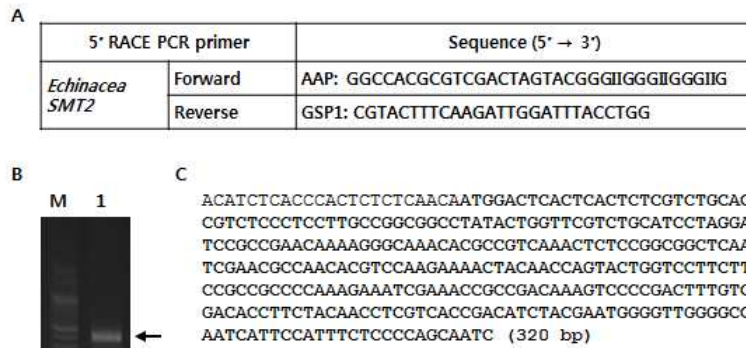 A
5' RACE PCR primer Sequence (5' → 3')
Echinacea SMT2 Forward AAP: GGCCACGCGTCGACTAGTACGGGIIGGGIIGGGIIG
Reverse GSP1: CGTACTTTCAAGATTGGATTTACCTGG
B C
M 1
ACATCTCACCCACTCTCTCAACAATGGACTCACTCACTCTCGTCTGCAC
CGTCTCCCTCCTTGCCGGCGGCCTATACTGGTTCGTCTGCATCCTAGGA
TCCGCCGAACAAAAGGGCAAACACGCCGTCAAACTCTCCGGCGGCTCAA
TCGAACGCCAACACGTCCAAGAAAACTACAACCAGTACTGGTCCTTCTT
CCGCCGCCCCAAAGAAATCGAAACCGCCGACAAAGTCCCCGACTTTGTC
GACACCTTCTACAACCTCGTCACCGACATCTACGAATGGGGTTGGGGCC
AATCATTCCATTTCTCCCCAGCAATC (320 bp)